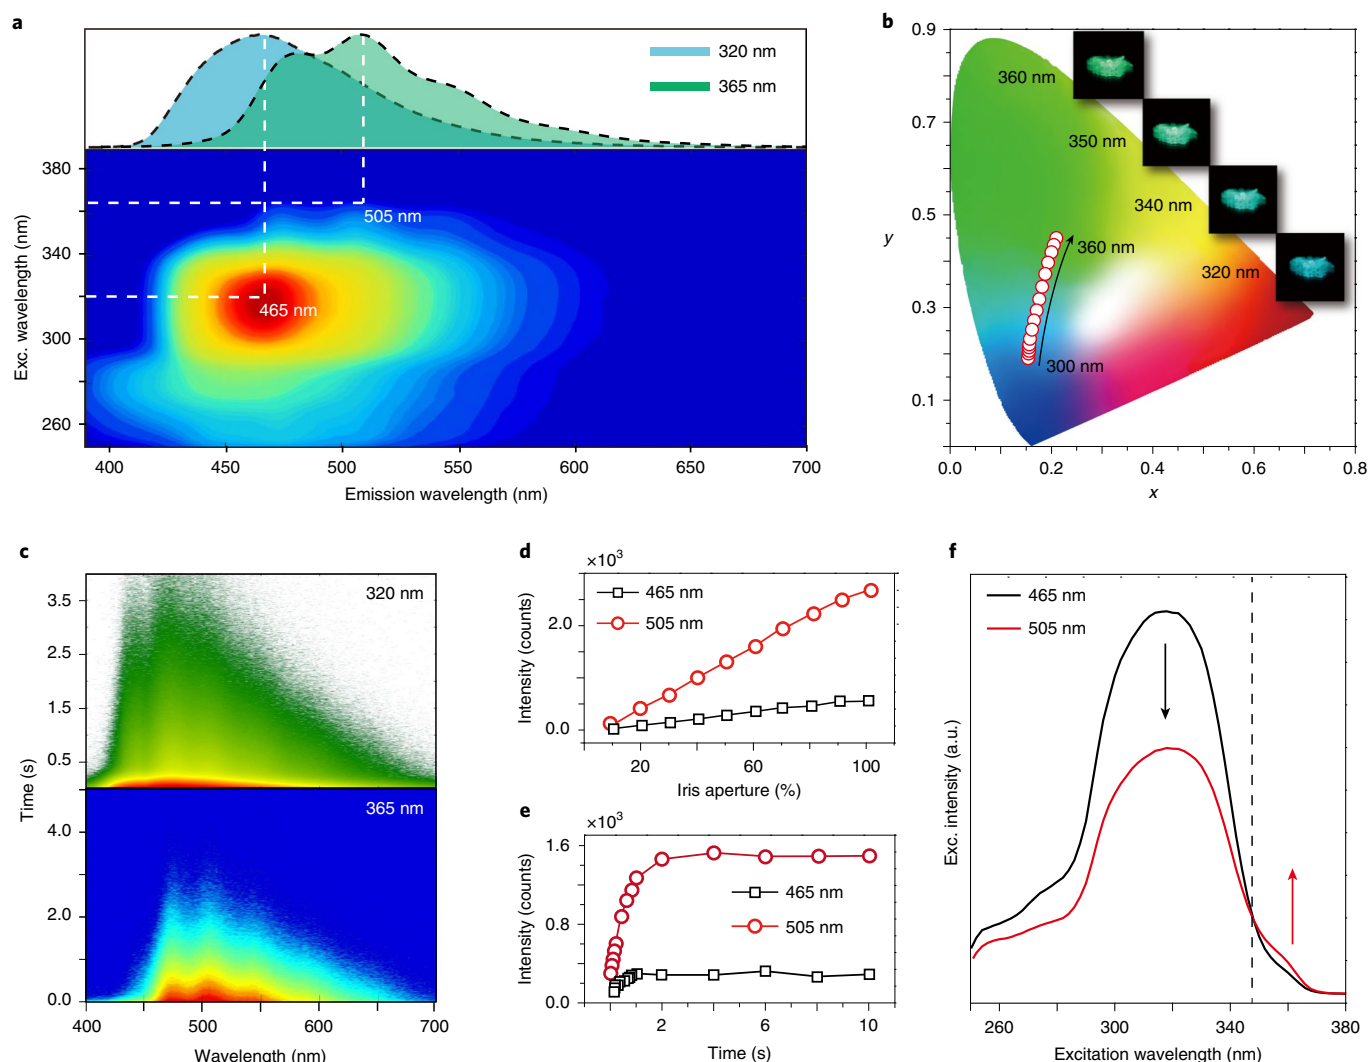 a
320 nm
365 nm
380
340
300
260
Exc. wavelength (nm)
505 nm
465 nm
400 450 500 550 600 650 700
Emission wavelength (nm)
b
0.9
0.7
0.5
0.3
0.1
y
360 nm
350 nm
340 nm
320 nm
360 nm
300 nm
0.0 0.2 0.4 0.6 0.8
x
c
320 nm
3.5
2.5
1.5
0.5
Time (s)
365 nm
4.0
2.0
0.0
400 500 600 700
Wavelength (nm)
d
×10³
465 nm
505 nm
2.0
0.0
Intensity (counts)
20 60 100
Iris aperture (%)
e
×10³
1.6
0.8
0.0
Intensity (counts)
465 nm
505 nm
2 6 10
Time (s)
f
465 nm
505 nm
Exc. intensity (a.u.)
260 300 340 380
Excitation wavelength (nm)